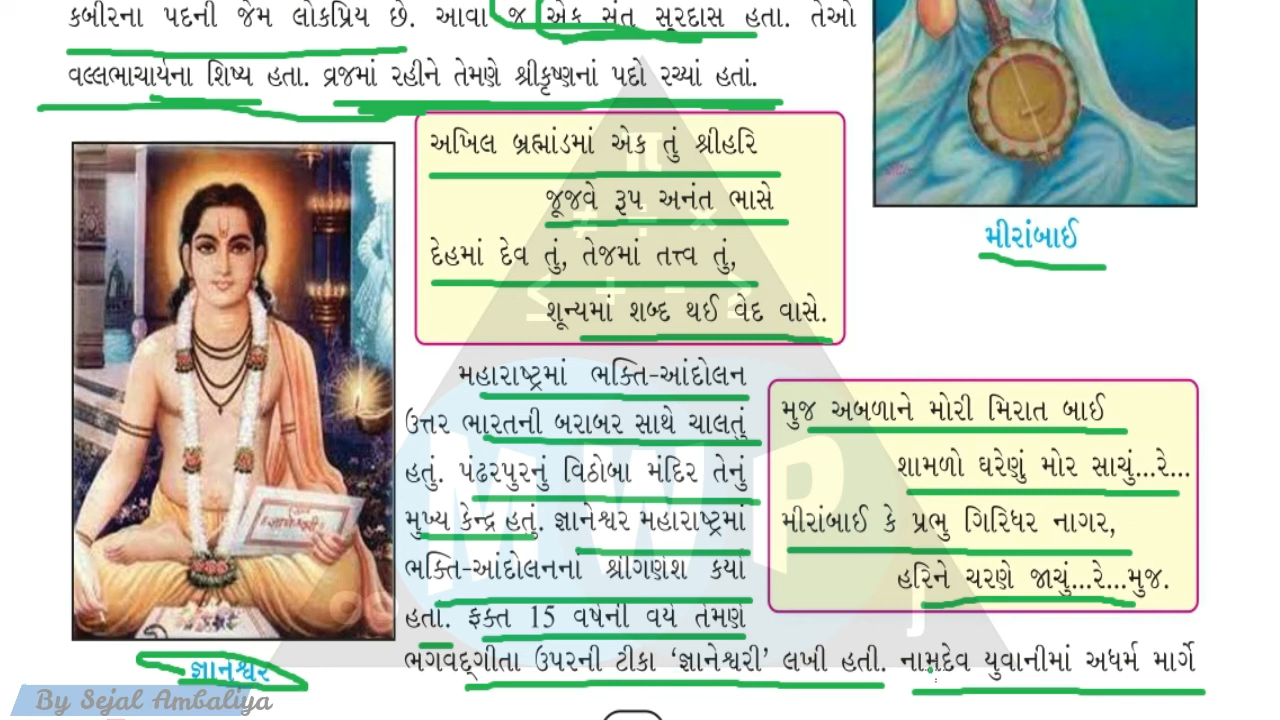 કબીરના પદની જેમ લોકપ્રિય છે. આવા જ એક સંત સૂરદાસ હતા. તેઓ
વલ્લભાચાર્યના શિષ્ય હતા. વ્રજમાં રહીને તેમણે શ્રીકૃષ્ણનાં પદો રચ્યાં હતાં.
અખિલ બ્રહ્માંડમાં એક તું શ્રીહરિ
જૂજવે રૂપ અનંત ભાસે
દેહમાં દેવ તું, તેજમાં તત્ત્વ તું,
શૂન્યમાં શબ્દ થઈ વેદ વાસે.
મીરાંબાઈ
મહારાષ્ટ્રમાં ભક્તિ-આંદોલન
ઉત્તર ભારતની બરાબર સાથે ચાલતું
હતું. પંઢરપુરનું વિઠોબા મંદિર તેનું
મુખ્ય કેન્દ્ર હતું. જ્ઞાનેશ્વર મહારાષ્ટ્રમાં
ભક્તિ-આંદોલનનાં શ્રીગણેશ કર્યાં
હતાં. ફક્ત 15 વર્ષની વયે તેમણે
ભગવદ્ગીતા ઉપરની ટીકા ‘જ્ઞાનેશ્વરી’ લખી હતી. નામદેવ યુવાનીમાં અધર્મ માર્ગે
મુજ અબળાને મોરી મિરાત બાઈ
શામળો ઘરેણું મોર સાચું...રે...
મીરાંબાઈ કે પ્રભુ ગિરિધર નાગર,
હરિને ચરણે જાચું...રે...મુજ.
જ્ઞાનેશ્વર
MWP
By Sejal Ambaliya